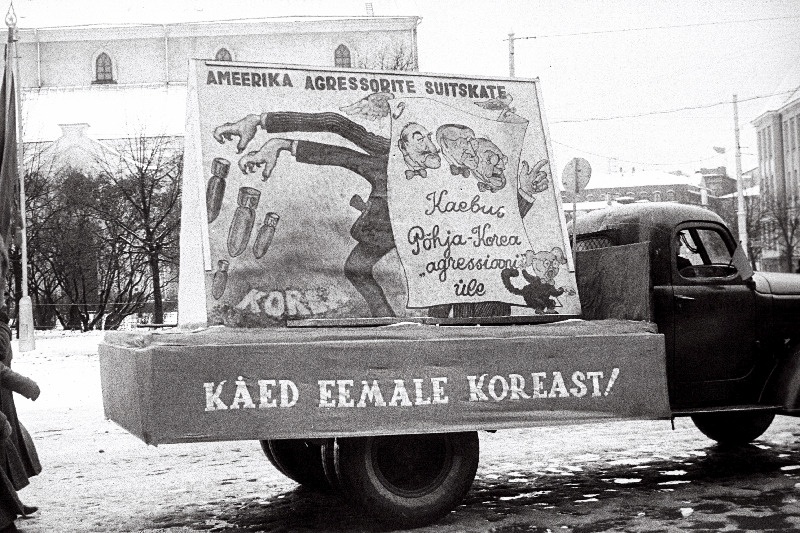 AMEERIKA AGRESSORITE SUITSKATE
Kaebus
Põhja-Korea
„agressiooni"
üle
KOREA
KÄED EEMALE KOREAST!